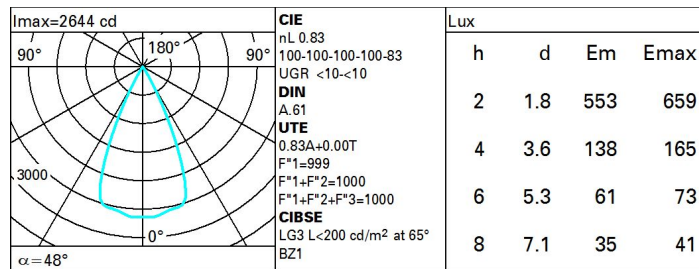 Imax=2644 cd
90° 180° 90°
3000
0°
α=48°
CIE
nL 0.83
100-100-100-100-83
UGR <10-<10
DIN
A.61
UTE
0.83A+0.00T
F"1=999
F"1+F"2=1000
F"1+F"2+F"3=1000
CIBSE
LG3 L<200 cd/m² at 65°
BZ1
Lux
h d Em Emax
2 1.8 553 659
4 3.6 138 165
6 5.3 61 73
8 7.1 35 41